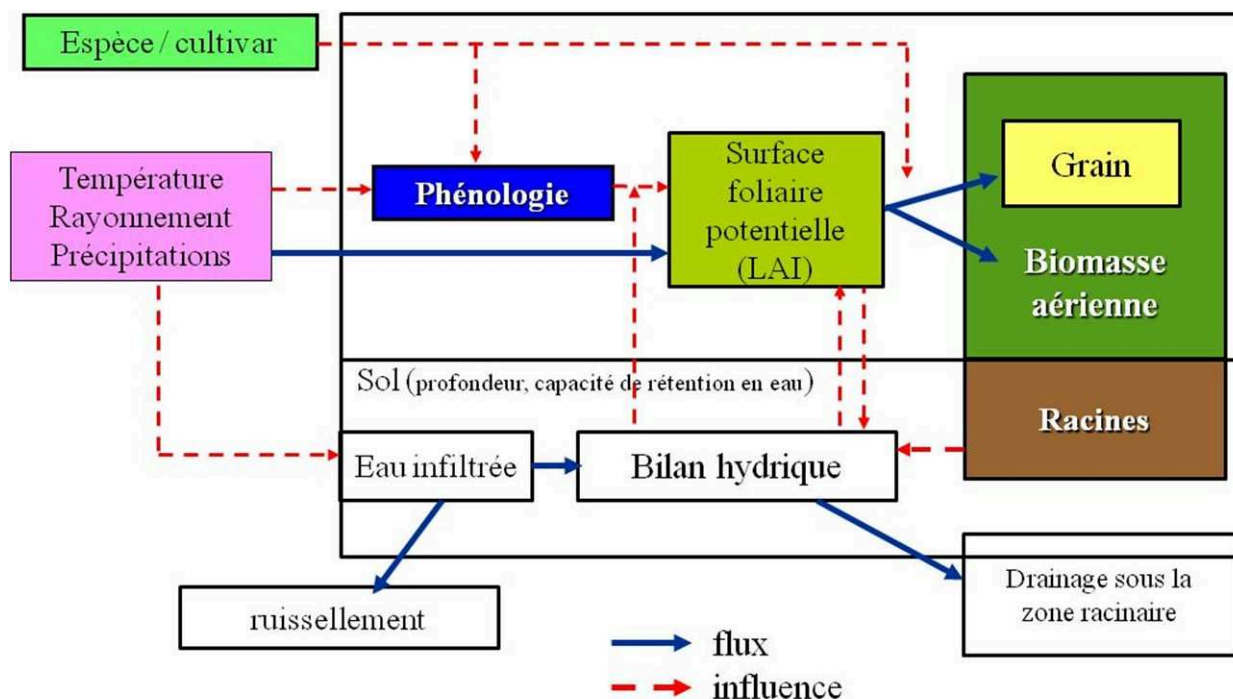 Espèce / cultivar
Température
Rayonnement
Précipitations
Phénologie
Surface
foliaire
potentielle
(LAI)
Grain
Biomasse
aérienne
Sol (profondeur, capacité de rétention en eau)
Racines
Eau infiltrée
Bilan hydrique
ruissellement
Drainage sous la
zone racinaire
flux
influence